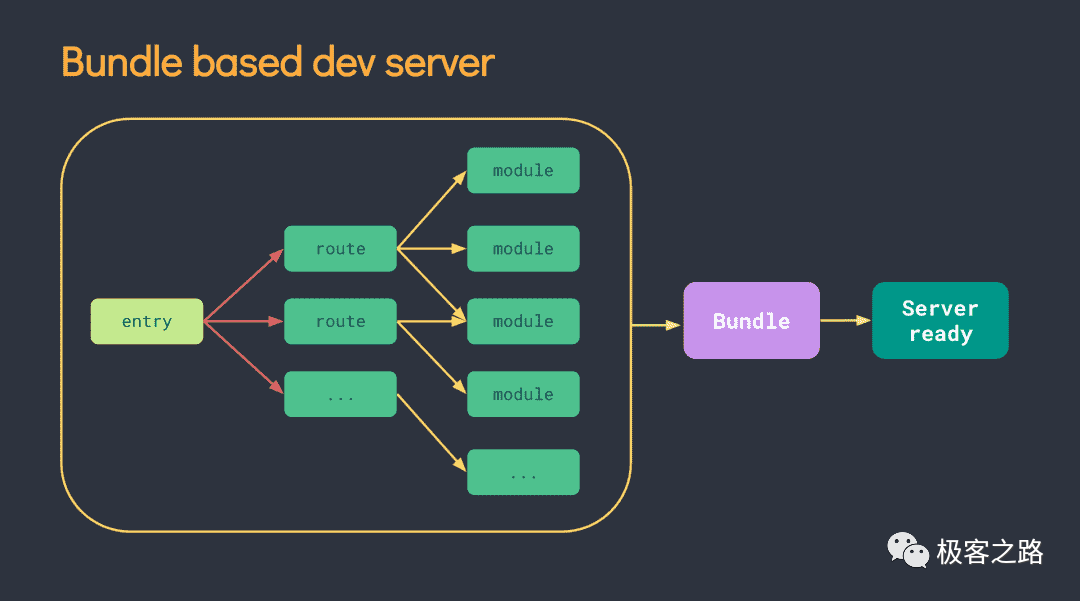 Bundle based dev server
entry
route
route
...
module
module
module
module
...
Bundle
Server
ready
极客之路